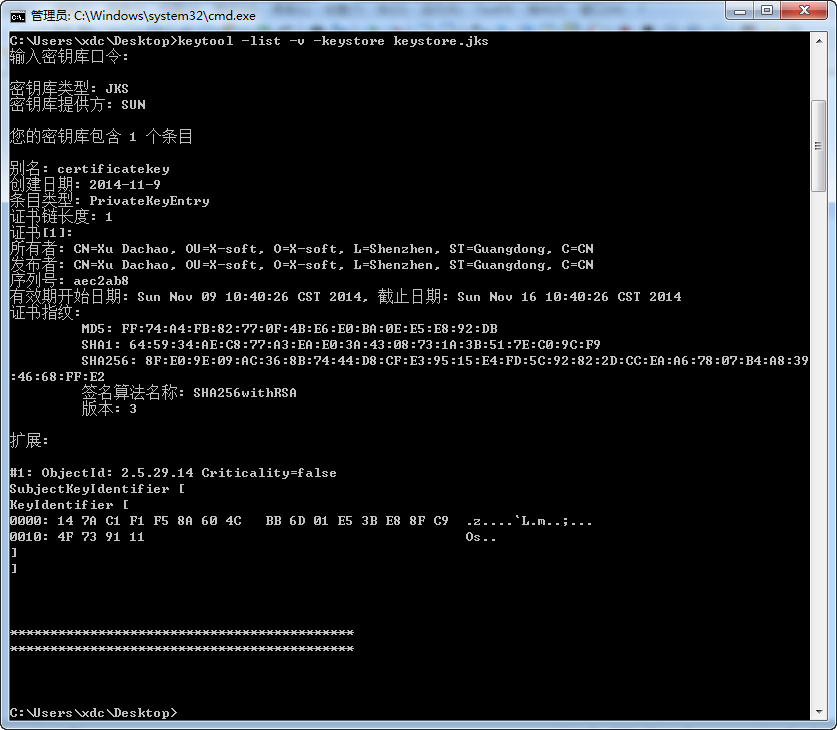 管理员: C:\Windows\system32\cmd.exe
C:\Users\xdc\Desktop>keytool -list -v -keystore keystore.jks
输入密钥库口令:
密钥库类型: JKS
密钥库提供方: SUN
您的密钥库包含 1 个条目
别名: certificatekey
创建日期: 2014-11-9
条目类型: PrivateKeyEntry
证书链长度: 1
证书[1]:
所有者: CN=Xu Dachao, OU=X-soft, O=X-soft, L=Shenzhen, ST=Guangdong, C=CN
发布者: CN=Xu Dachao, OU=X-soft, O=X-soft, L=Shenzhen, ST=Guangdong, C=CN
序列号: aec2ab8
有效期开始日期: Sun Nov 09 10:40:26 CST 2014, 截止日期: Sun Nov 16 10:40:26 CST 2014
证书指纹:
MD5: FF:74:A4:FB:82:77:0F:4B:E6:E0:BA:0E:E5:E8:92:DB
SHA1: 64:59:34:AE:C8:77:A3:EA:E0:3A:43:08:73:1A:3B:51:7E:C0:9C:F9
SHA256: 8F:E0:9E:09:AC:36:8B:74:44:D8:CF:E3:95:15:E4:FD:5C:92:82:2D:CC:EA:A6:78:07:B4:A8:39
:46:68:FF:E2
签名算法名称: SHA256withRSA
版本: 3
扩展:
#1: ObjectId: 2.5.29.14 Criticality=false
SubjectKeyIdentifier [
KeyIdentifier [
0000: 14 7A C1 F1 F5 8A 60 4C   BB 6D 01 E5 3B E8 8F C9  .z....`L.m..;...
0010: 4F 73 91 11                                        Os..
]
]
*******************************************
*******************************************
C:\Users\xdc\Desktop>